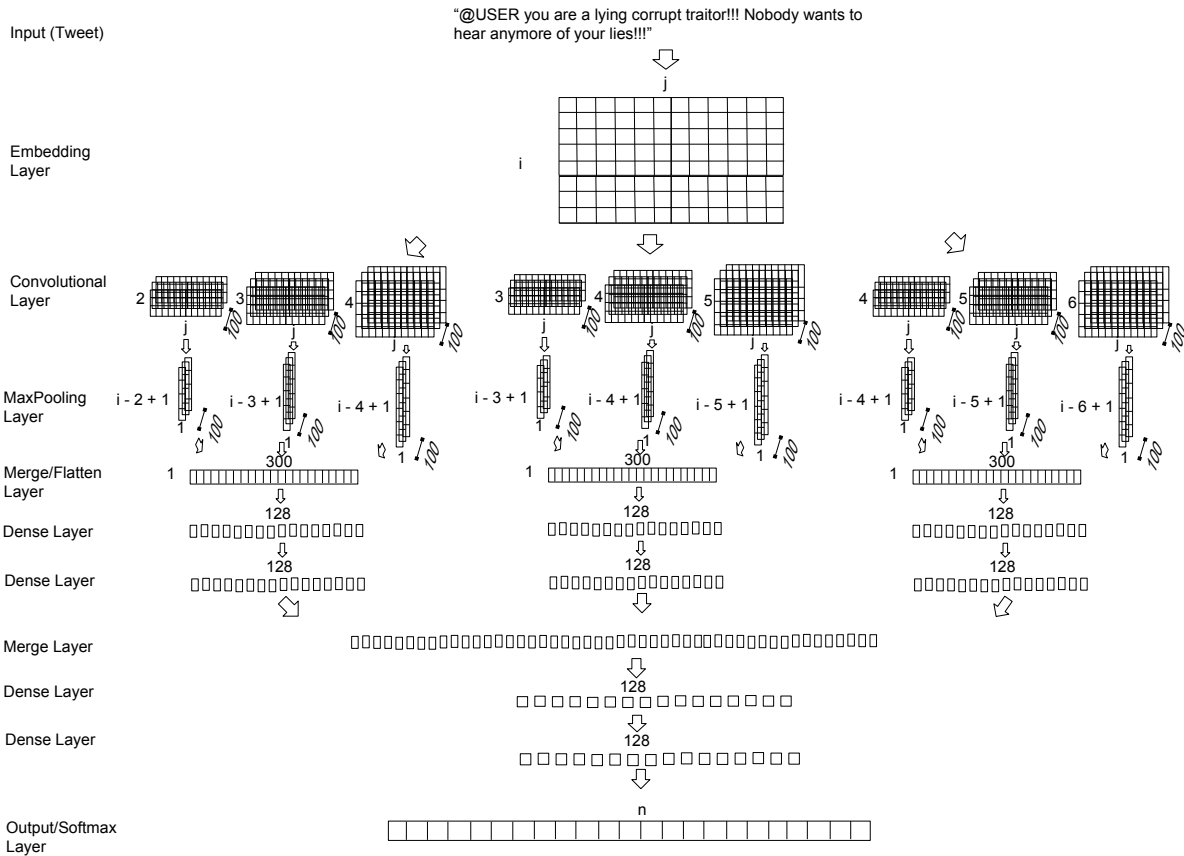 Input (Tweet)
“@USER you are a lying corrupt traitor!!! Nobody wants to
hear anymore of your lies!!!”
j
Embedding
Layer
i
Convolutional
Layer
2 j 100 3 j 100 4 j 100
3 j 100 4 j 100 5 j 100
4 j 100 5 j 100 6 j 100
MaxPooling
Layer
i - 2 + 1 1 100 i - 3 + 1 1 100 i - 4 + 1 1 100
i - 3 + 1 1 100 i - 4 + 1 1 100 i - 5 + 1 1 100
i - 4 + 1 1 100 i - 5 + 1 1 100 i - 6 + 1 1 100
Merge/Flatten
Layer
1 300 1 300 1 300
Dense Layer
128 128 128
Dense Layer
128 128 128
Merge Layer
Dense Layer
128
Dense Layer
128
n
Output/Softmax
Layer